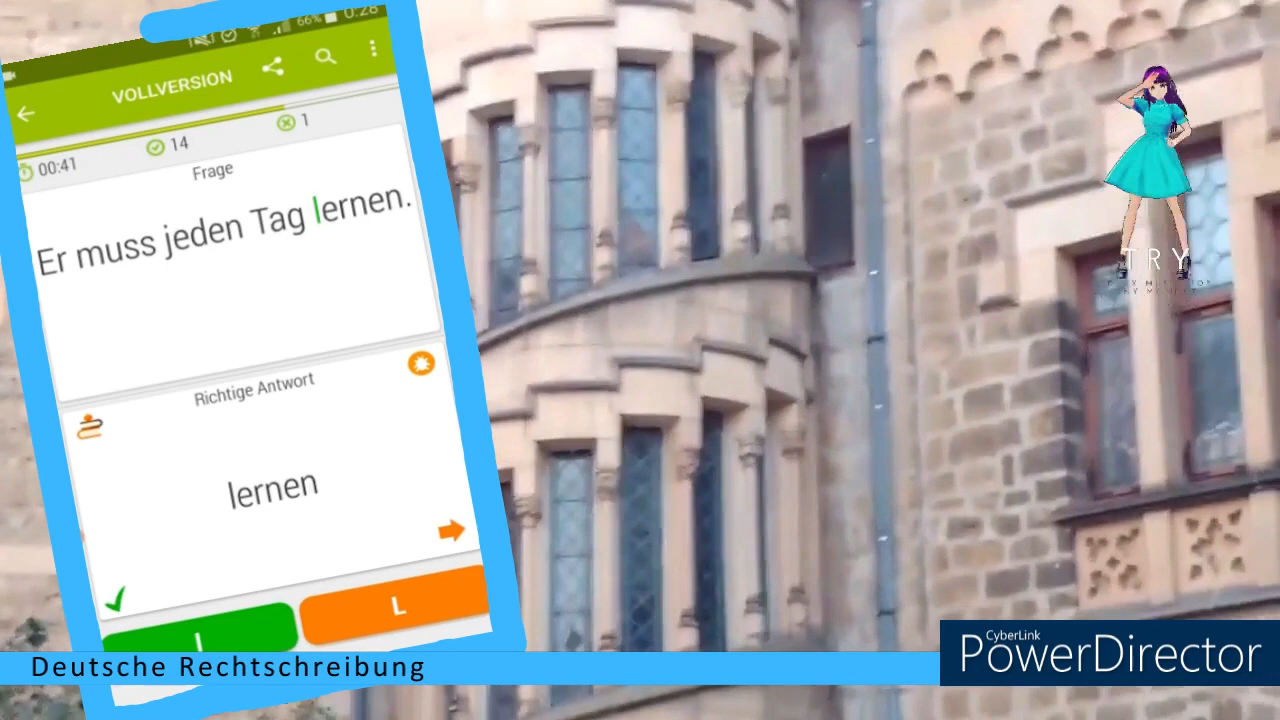 66% 0:28
VOLLVERSION
00:41 14 1
Frage
Er muss jeden Tag lernen.
Richtige Antwort
lernen
l L
TRY
Deutsche Rechtschreibung
CyberLink
PowerDirector